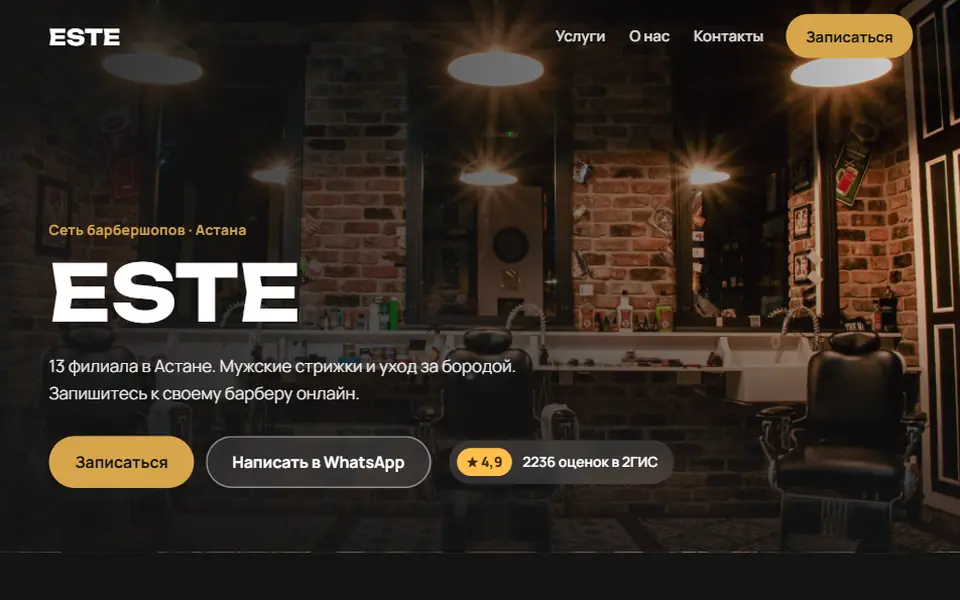 ESTE
Услуги
О нас
Контакты
Записаться
Сеть барбершопов · Астана
ESTE
13 филиала в Астане. Мужские стрижки и уход за бородой.
Запишитесь к своему барберу онлайн.
Записаться
Написать в WhatsApp
★ 4,9
2236 оценок в 2ГИС